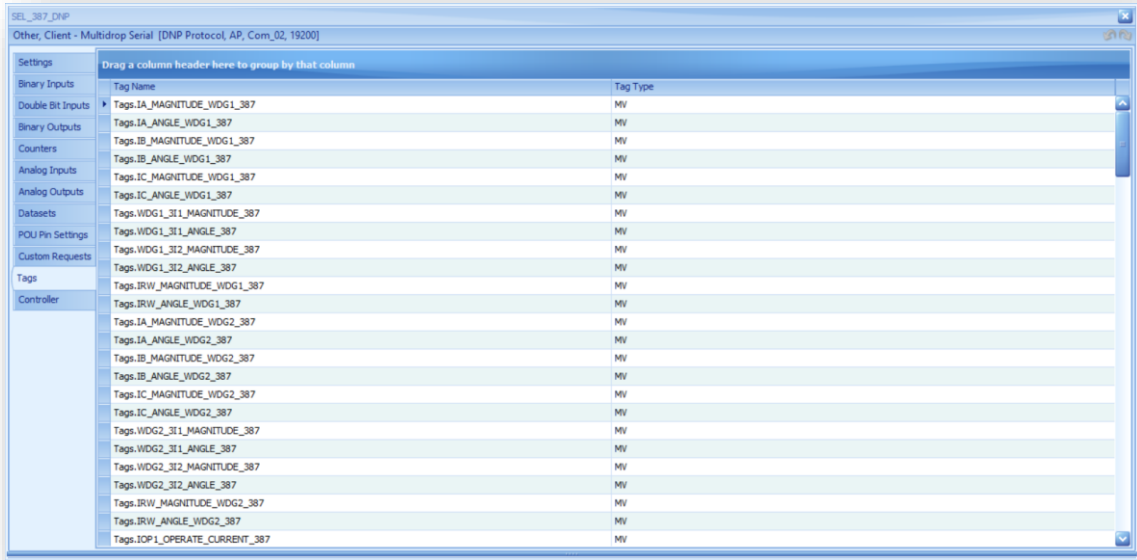 SEL_387_DNP
Other, Client - Multidrop Serial [DNP Protocol, AP, Com_02, 19200]
Settings
Binary Inputs
Double Bit Inputs
Binary Outputs
Counters
Analog Inputs
Analog Outputs
Datasets
POU Pin Settings
Custom Requests
Tags
Controller
Drag a column header here to group by that column
Tag Name Tag Type
Tags.IA_MAGNITUDE_WDG1_387 MV
Tags.IA_ANGLE_WDG1_387 MV
Tags.IB_MAGNITUDE_WDG1_387 MV
Tags.IB_ANGLE_WDG1_387 MV
Tags.IC_MAGNITUDE_WDG1_387 MV
Tags.IC_ANGLE_WDG1_387 MV
Tags.WDG1_3I1_MAGNITUDE_387 MV
Tags.WDG1_3I1_ANGLE_387 MV
Tags.WDG1_3I2_MAGNITUDE_387 MV
Tags.WDG1_3I2_ANGLE_387 MV
Tags.IRW_MAGNITUDE_WDG1_387 MV
Tags.IRW_ANGLE_WDG1_387 MV
Tags.IA_MAGNITUDE_WDG2_387 MV
Tags.IA_ANGLE_WDG2_387 MV
Tags.IB_MAGNITUDE_WDG2_387 MV
Tags.IB_ANGLE_WDG2_387 MV
Tags.IC_MAGNITUDE_WDG2_387 MV
Tags.IC_ANGLE_WDG2_387 MV
Tags.WDG2_3I1_MAGNITUDE_387 MV
Tags.WDG2_3I1_ANGLE_387 MV
Tags.WDG2_3I2_MAGNITUDE_387 MV
Tags.WDG2_3I2_ANGLE_387 MV
Tags.IRW_MAGNITUDE_WDG2_387 MV
Tags.IRW_ANGLE_WDG2_387 MV
Tags.IOP1_OPERATE_CURRENT_387 MV